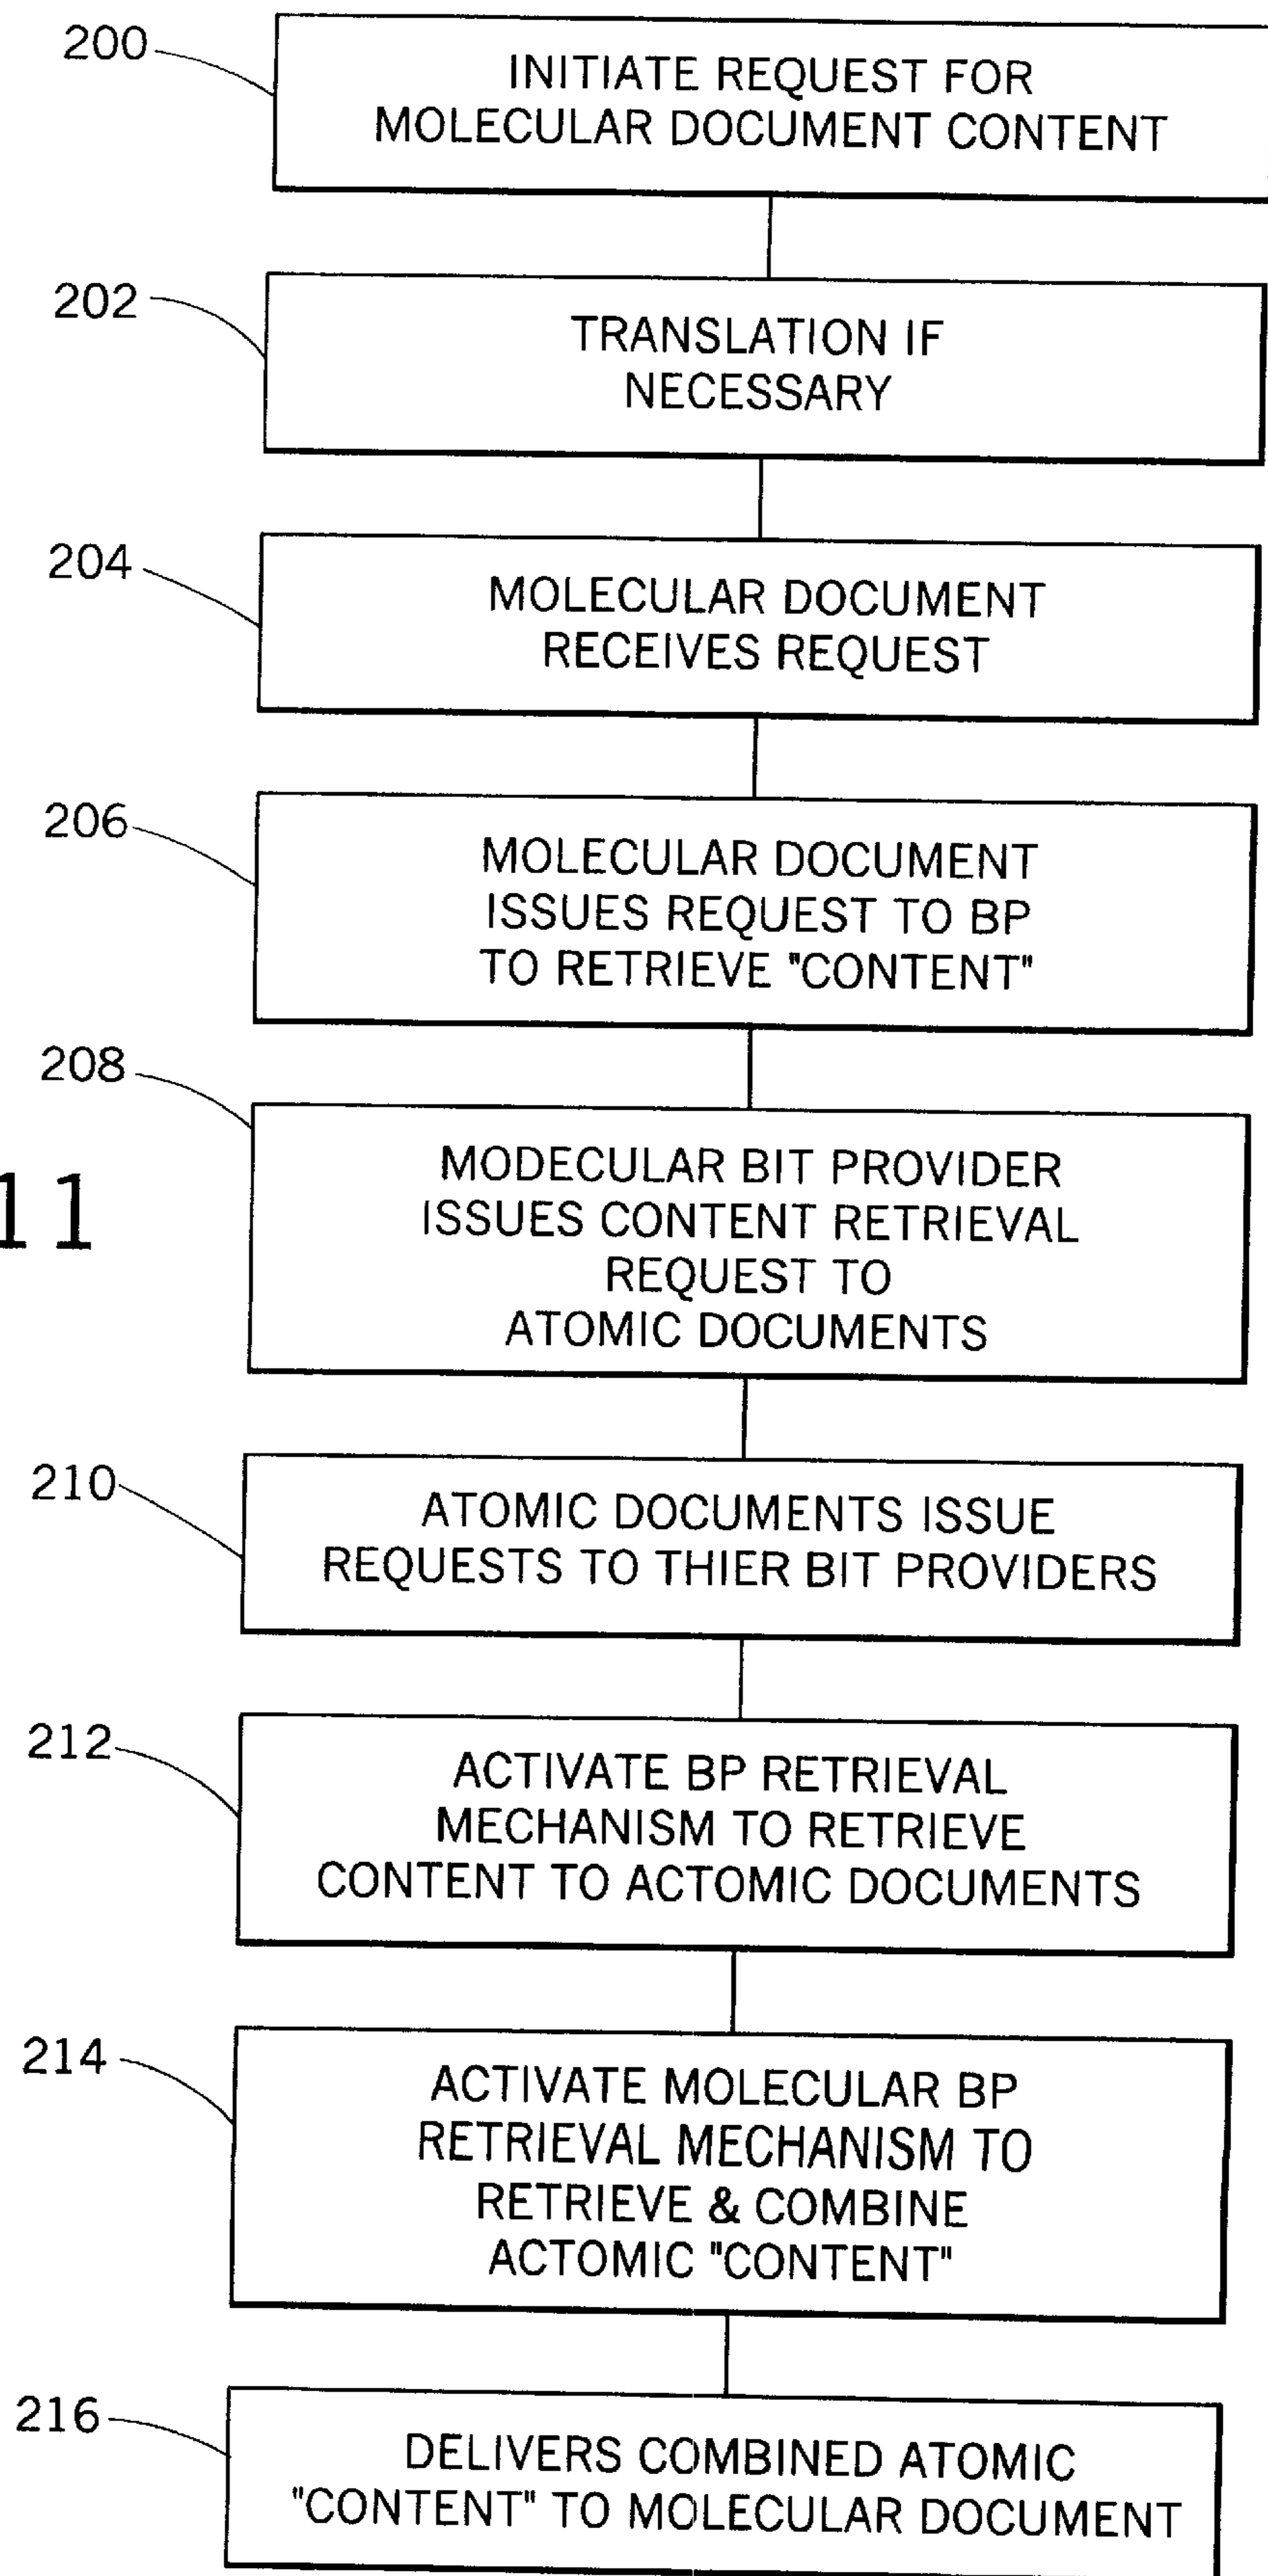 200
INITIATE REQUEST FOR
MOLECULAR DOCUMENT CONTENT
202
TRANSLATION IF
NECESSARY
204
MOLECULAR DOCUMENT
RECEIVES REQUEST
206
MOLECULAR DOCUMENT
ISSUES REQUEST TO BP
TO RETRIEVE "CONTENT"
208
MODECULAR BIT PROVIDER
ISSUES CONTENT RETRIEVAL
REQUEST TO
ATOMIC DOCUMENTS
11
210
ATOMIC DOCUMENTS ISSUE
REQUESTS TO THIER BIT PROVIDERS
212
ACTIVATE BP RETRIEVAL
MECHANISM TO RETRIEVE
CONTENT TO ACTOMIC DOCUMENTS
214
ACTIVATE MOLECULAR BP
RETRIEVAL MECHANISM TO
RETRIEVE & COMBINE
ACTOMIC "CONTENT"
216
DELIVERS COMBINED ATOMIC
"CONTENT" TO MOLECULAR DOCUMENT